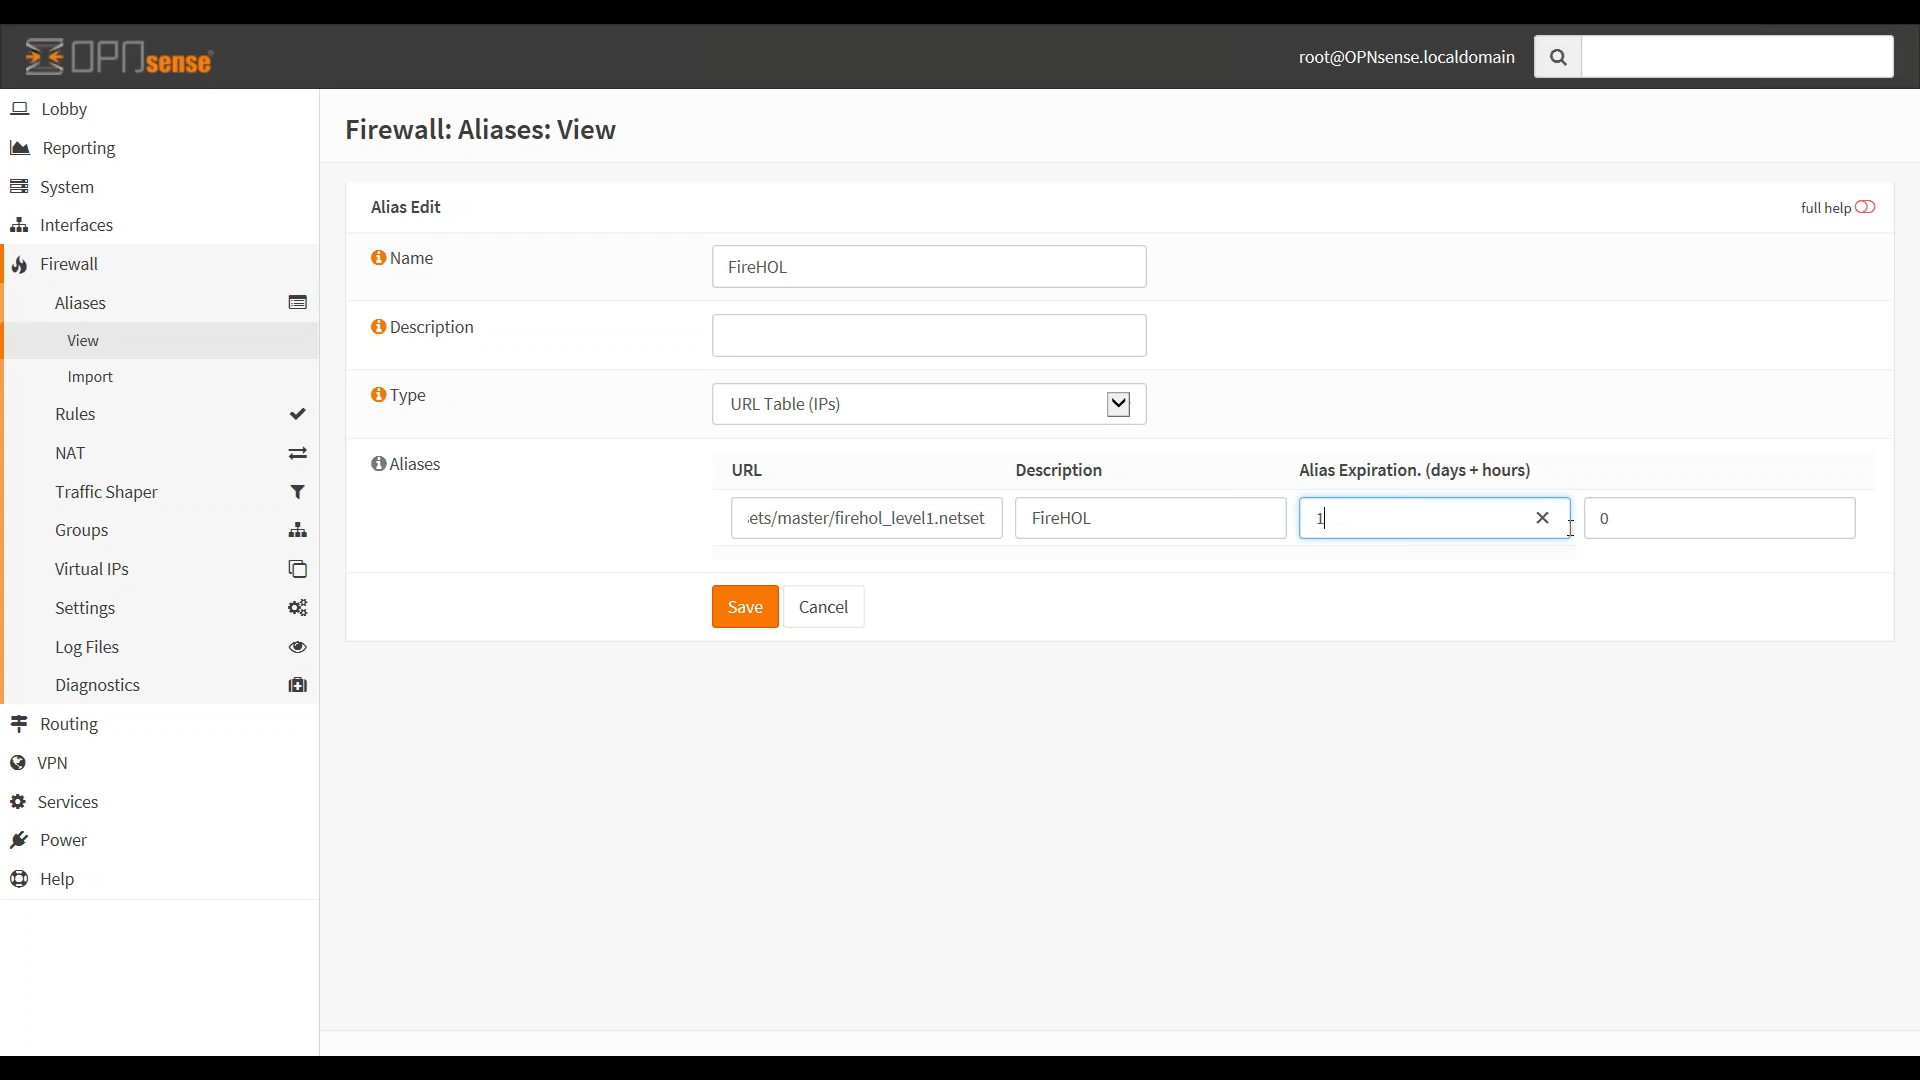 OPNsense
root@OPNsense.localdomain
Lobby
Reporting
System
Interfaces
Firewall
Aliases
View
Import
Rules
NAT
Traffic Shaper
Groups
Virtual IPs
Settings
Log Files
Diagnostics
Routing
VPN
Services
Power
Help
Firewall: Aliases: View
Alias Edit
full help
Name
FireHOL
Description
Type
URL Table (IPs)
Aliases
URL Description Alias Expiration. (days + hours)
ets/master/firehol_level1.netset FireHOL 1 0
Save Cancel